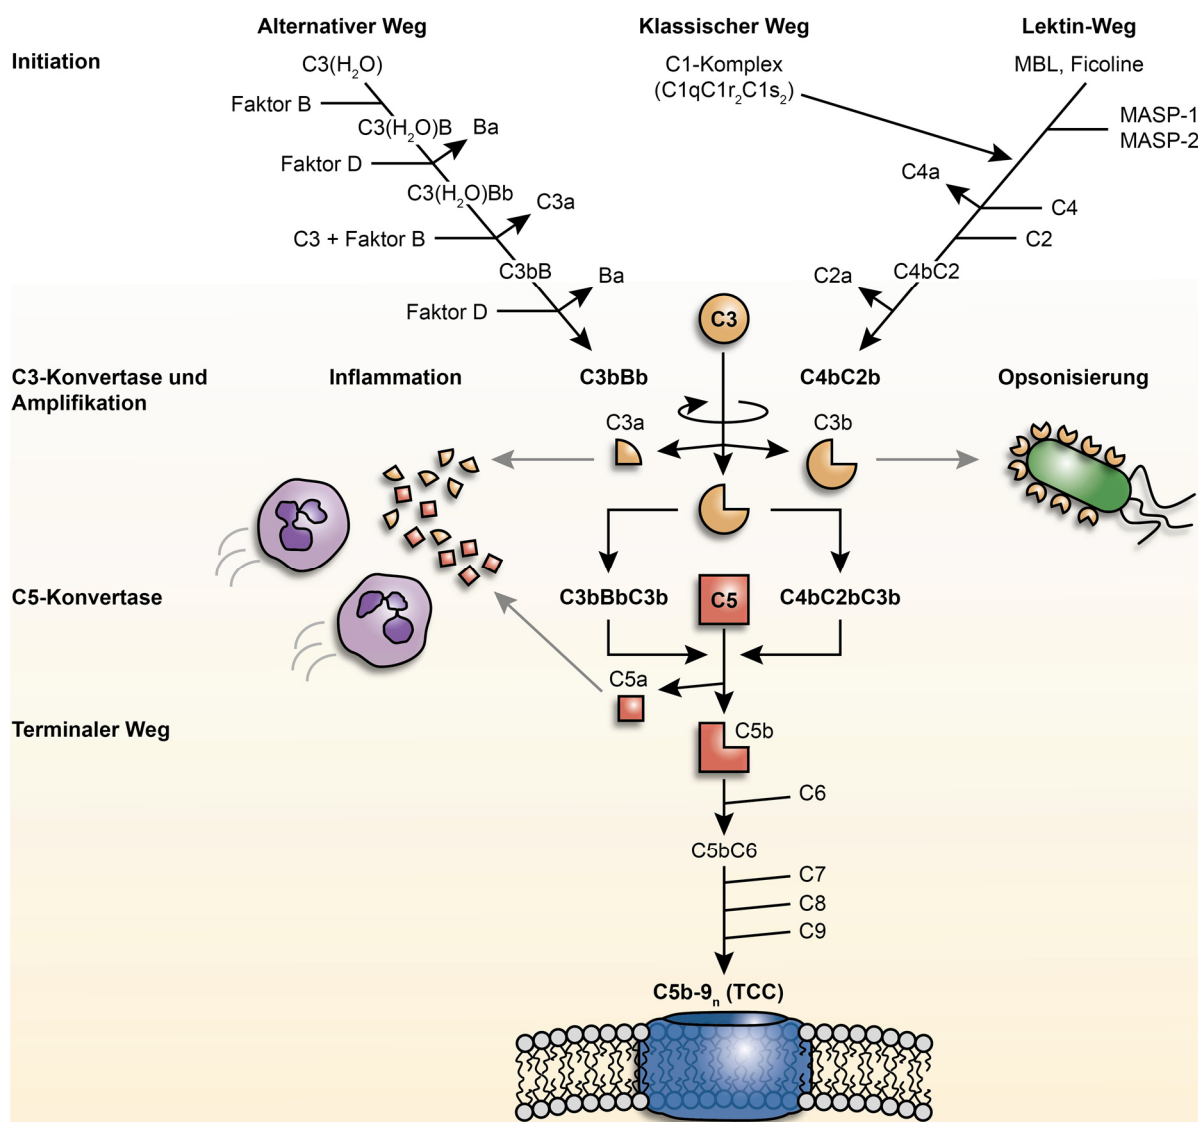 Alternativer Weg
Klassischer Weg
Lektin-Weg
Initiation
C3(H₂O)
C1-Komplex
(C1qC1r₂C1s₂)
MBL, Ficoline
Faktor B
MASP-1
MASP-2
C3(H₂O)B
Ba
Faktor D
C4a
C3(H₂O)Bb
C3a
C4
C3 + Faktor B
C2
C3bB
Ba
C2a
C4bC2
Faktor D
C3
C3-Konvertase und
Amplifikation
Inflammation
C3bBb
C4bC2b
Opsonisierung
C3a
C3b
C5-Konvertase
C3bBbC3b
C5
C4bC2bC3b
C5a
Terminaler Weg
C5b
C6
C5bC6
C7
C8
C9
C5b-9ₙ (TCC)